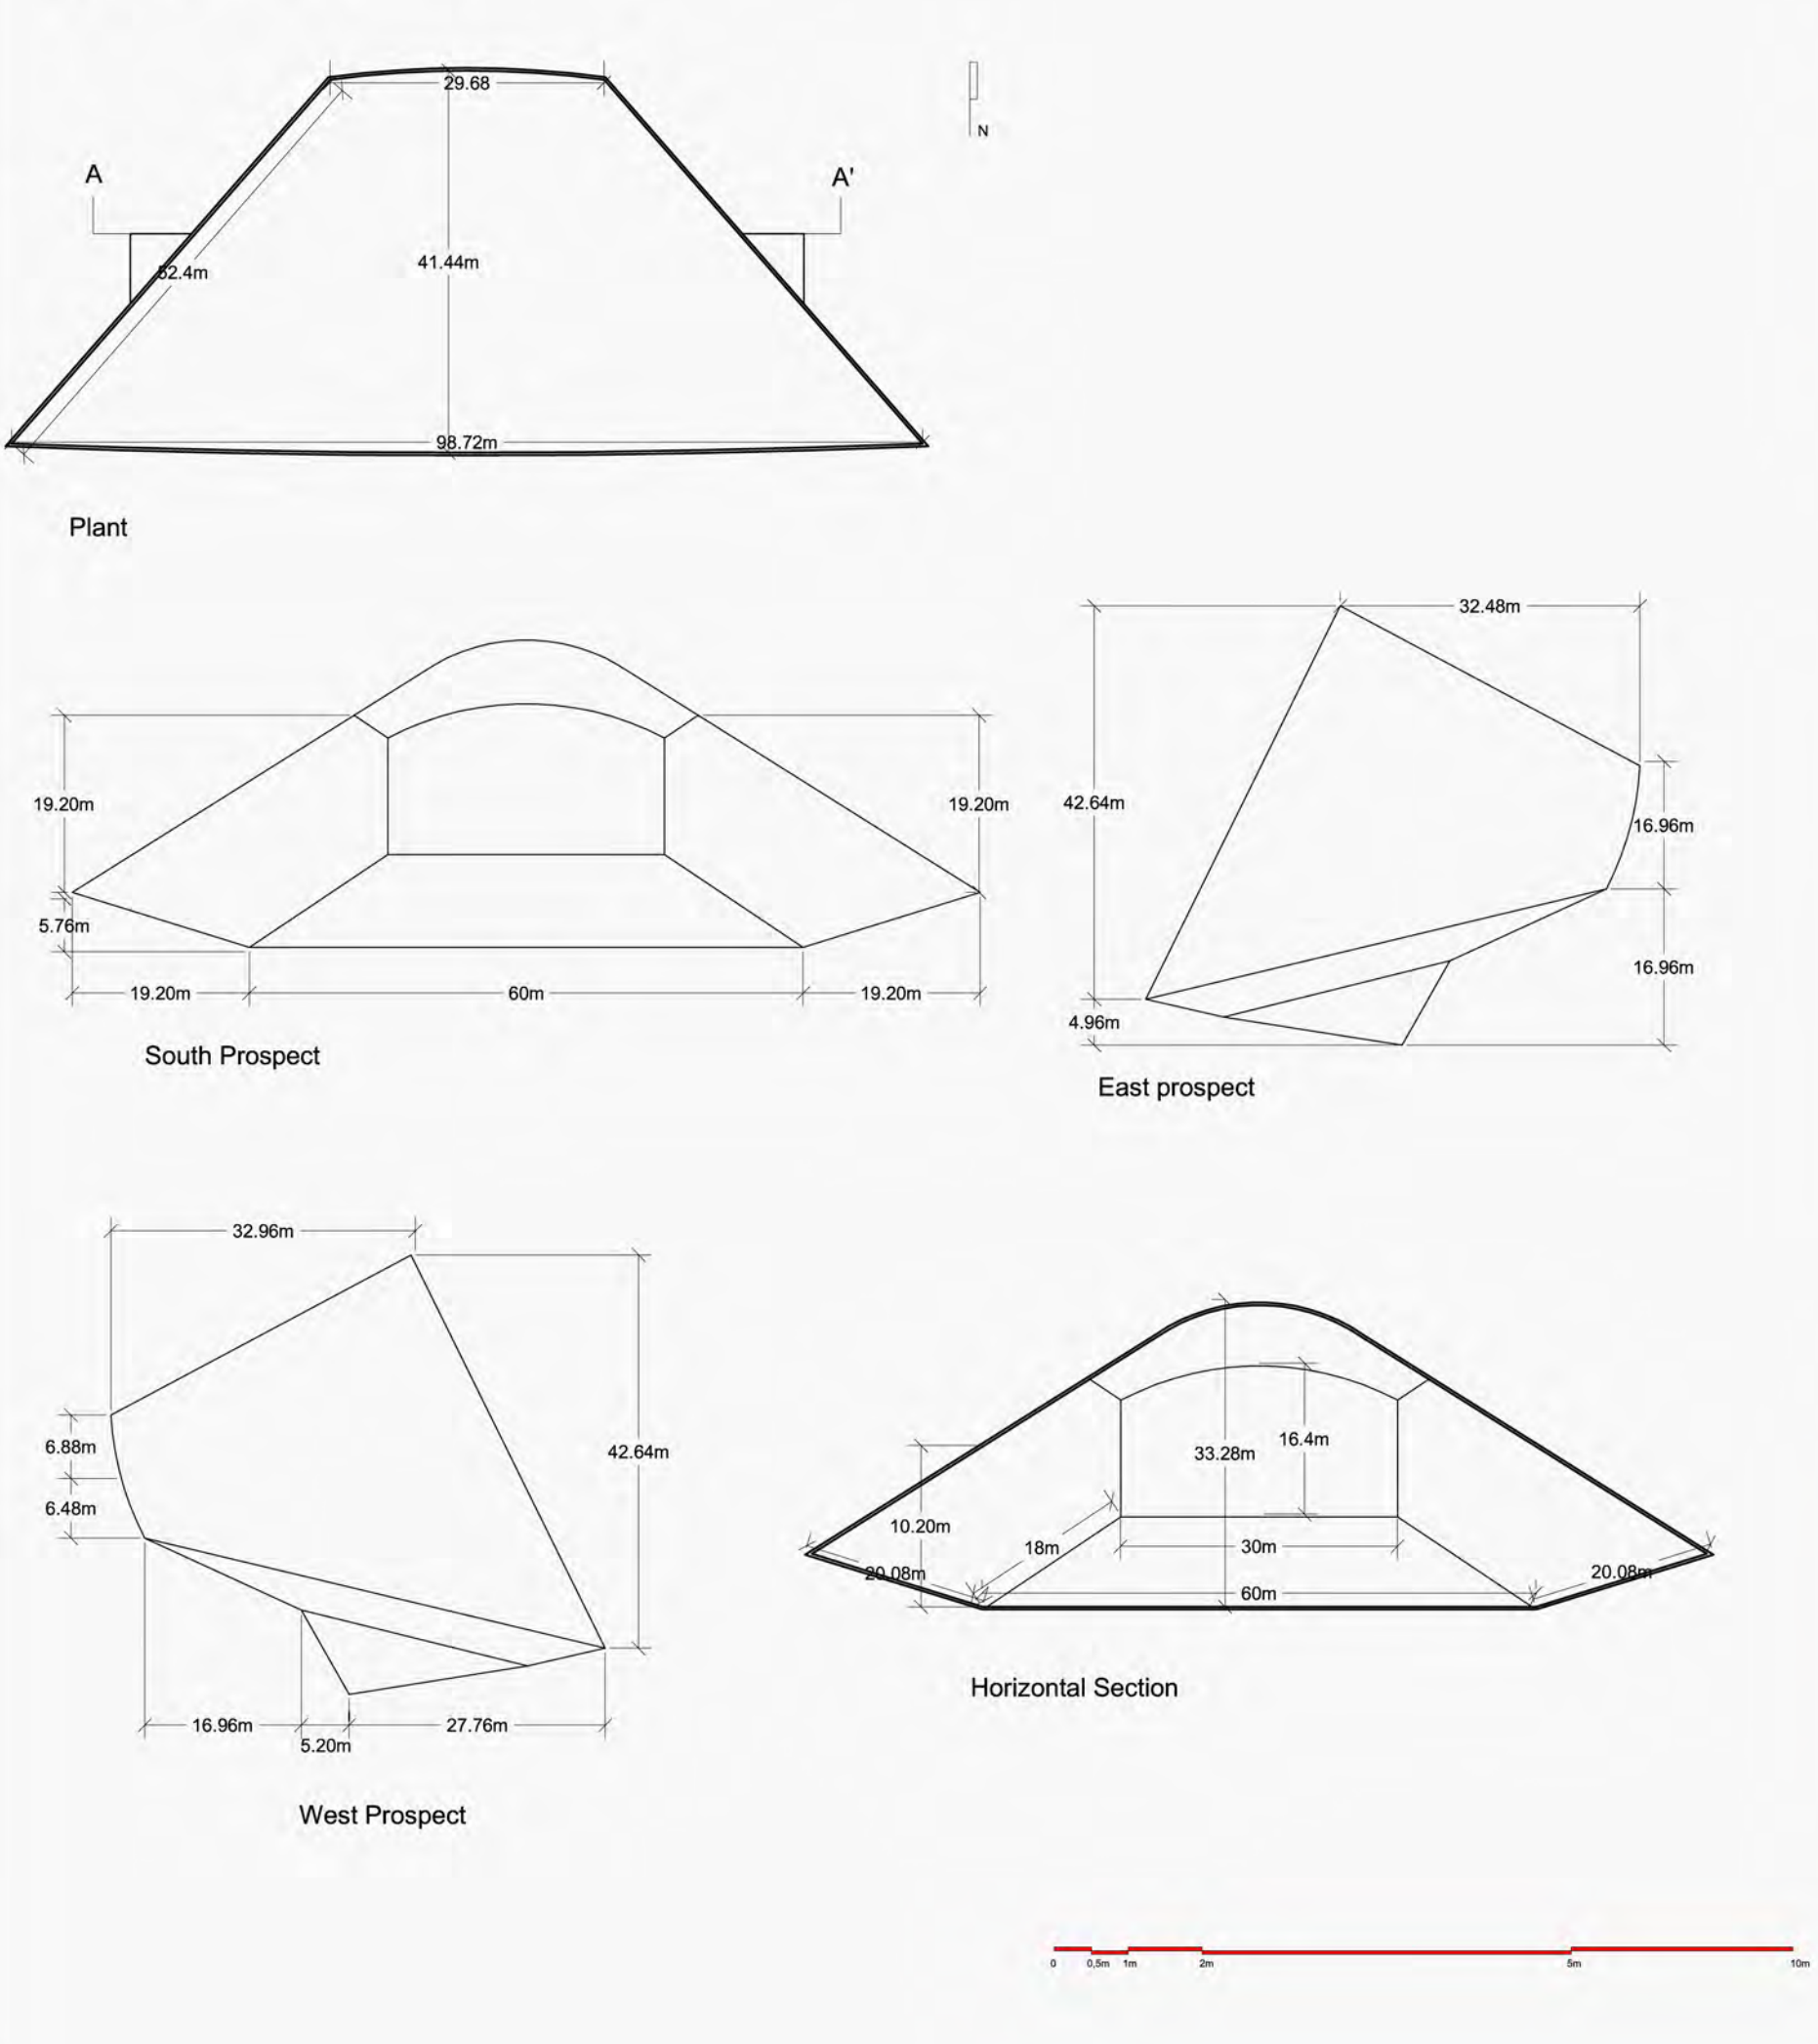 29.68
N
A
A'
52.4m
41.44m
98.72m
Plant
32.48m
19.20m
19.20m
42.64m
16.96m
5.76m
16.96m
19.20m
60m
19.20m
4.96m
South Prospect
East prospect
32.96m
6.88m
42.64m
6.48m
33.28m
16.4m
10.20m
18m
30m
20.08m
20.08m
60m
Horizontal Section
16.96m
27.76m
5.20m
West Prospect
0
0,5m
1m
2m
5m
10m